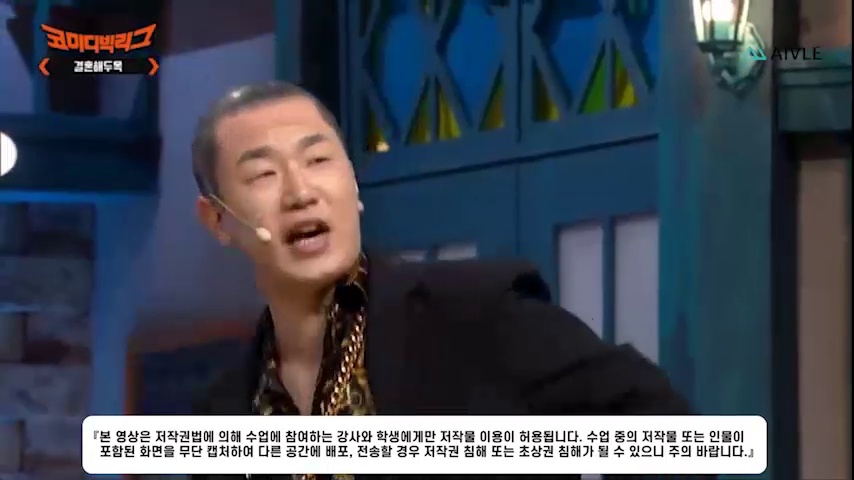 코미디빅리그
결혼해두목
AIVLE
『본 영상은 저작권법에 의해 수업에 참여하는 강사와 학생에게만 저작물 이용이 허용됩니다. 수업 중의 저작물 또는 인물이
포함된 화면을 무단 캡처하여 다른 공간에 배포, 전송할 경우 저작권 침해 또는 초상권 침해가 될 수 있으니 주의 바랍니다.』